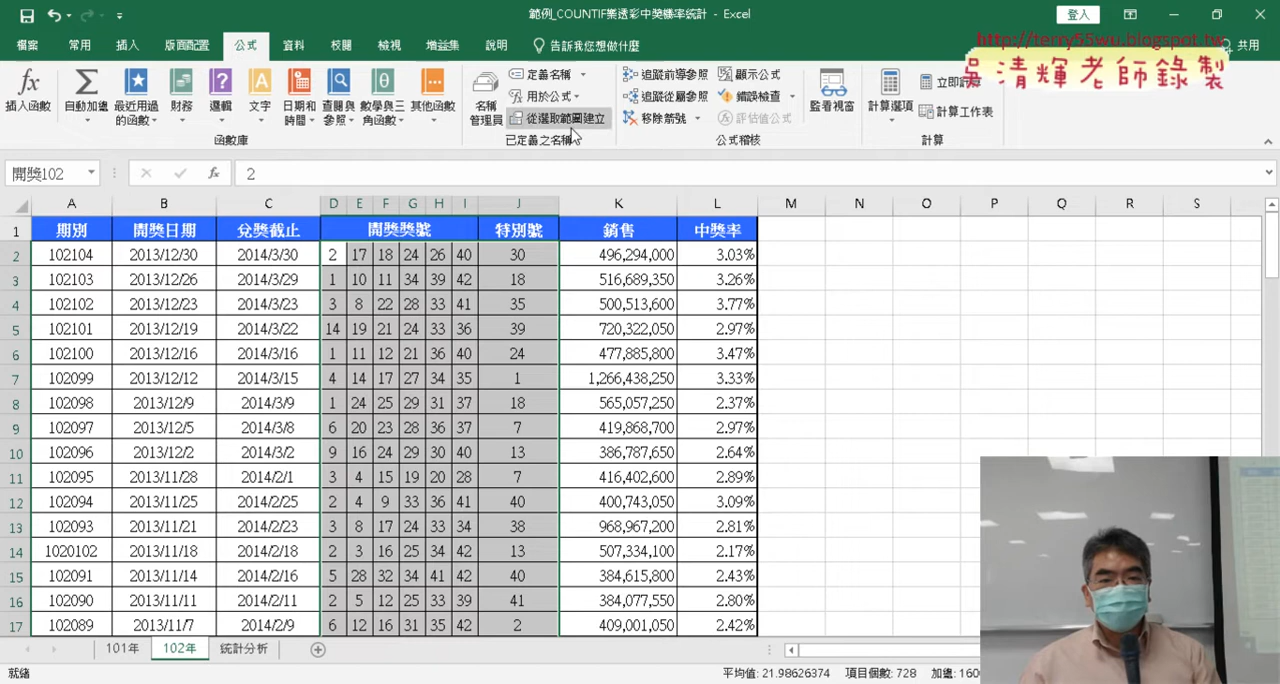 範例_COUNTIF樂透彩中獎機率統計 - Excel
登入
http://terry55wu.blogspot.tw
吳清輝老師錄製
檔案 常用 插入 版面配置 公式 資料 校閱 檢視 增益集 說明 告訴我您想做什麼 共用
插入函數 自動加總 最近用過的函數 財務 邏輯 文字 日期和時間 查閱與參照 數學與三角函數 其他函數
函數庫
名稱管理員
定義名稱
用於公式
從選取範圍建立
已定義之名稱
追蹤前導參照 顯示公式
追蹤從屬參照 錯誤檢查
移除箭號 評估值公式
公式稽核
監看視窗
計算選項
計算工作表
計算
開獎102 fx 2
A B C D E F G H I J K L M N O P Q R S
1 期別 開獎日期 兌獎截止 開獎獎號 特別號 銷售 中獎率
2 102104 2013/12/30 2014/3/30 2 17 18 24 26 40 30 496,294,000 3.03%
3 102103 2013/12/26 2014/3/29 1 10 11 34 39 42 18 516,689,350 3.26%
4 102102 2013/12/23 2014/3/23 3 8 22 28 33 41 35 500,513,600 3.77%
5 102101 2013/12/19 2014/3/22 14 19 21 24 33 36 39 720,322,050 2.97%
6 102100 2013/12/16 2014/3/16 1 11 12 21 36 40 24 477,885,800 3.47%
7 102099 2013/12/12 2014/3/15 4 14 17 27 34 35 1 1,266,438,250 3.33%
8 102098 2013/12/9 2014/3/9 1 24 25 29 31 37 18 565,057,250 2.37%
9 102097 2013/12/5 2014/3/8 6 20 23 28 36 37 7 419,868,700 2.97%
10 102096 2013/12/2 2014/3/2 9 16 24 29 30 40 13 386,787,650 2.64%
11 102095 2013/11/28 2014/2/1 3 4 15 19 20 28 7 416,402,600 2.89%
12 102094 2013/11/25 2014/2/25 2 4 9 33 36 41 40 400,743,050 3.09%
13 102093 2013/11/21 2014/2/23 3 8 17 24 33 34 38 968,967,200 2.81%
14 1020102 2013/11/18 2014/2/18 2 3 16 25 34 42 13 507,334,100 2.17%
15 102091 2013/11/14 2014/2/16 5 28 32 34 41 42 40 384,615,800 2.43%
16 102090 2013/11/11 2014/2/11 2 5 12 25 33 39 41 384,077,550 2.80%
17 102089 2013/11/7 2014/2/9 6 12 16 31 35 42 2 409,001,050 2.42%
101年 102年 統計分析
就緒 平均值: 21.98626374 項目個數: 728